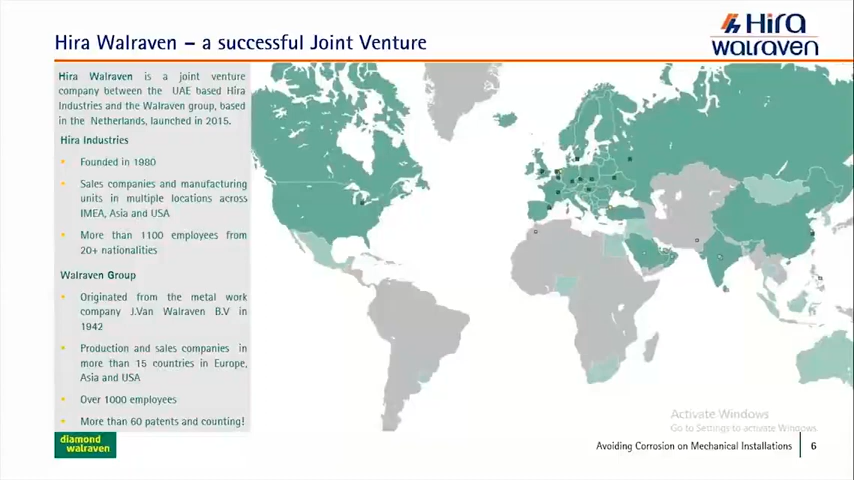 Hira Walraven – a successful Joint Venture
Hira
walraven
Hira Walraven is a joint venture
company between the UAE based Hira
Industries and the Walraven group, based
in the Netherlands, launched in 2015.
Hira Industries
Founded in 1980
Sales companies and manufacturing
units in multiple locations across
IMEA, Asia and USA
More than 1100 employees from
20+ nationalities
Walraven Group
Originated from the metal work
company J.Van Walraven B.V in
1942
Production and sales companies in
more than 15 countries in Europe,
Asia and USA
Over 1000 employees
More than 60 patents and counting!
Activate Windows
Go to Settings to activate Windows.
diamond
walraven
Avoiding Corrosion on Mechanical Installations 6